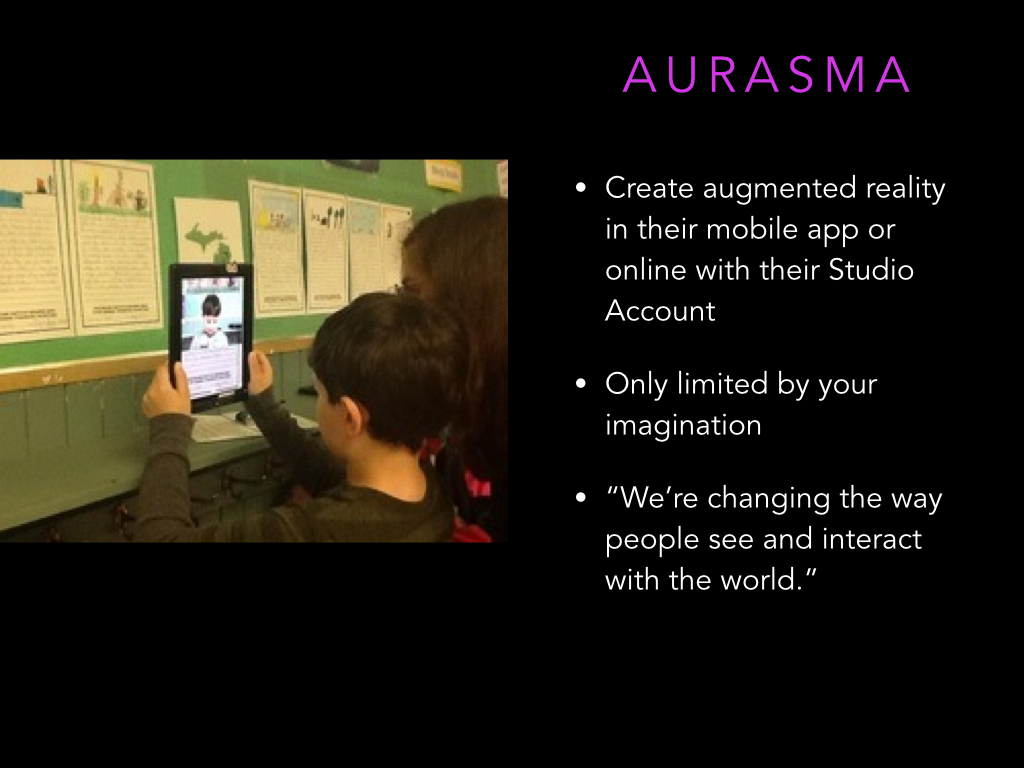 AURASMA
• Create augmented reality
in their mobile app or
online with their Studio
Account
• Only limited by your
imagination
• “We’re changing the way
people see and interact
with the world.”